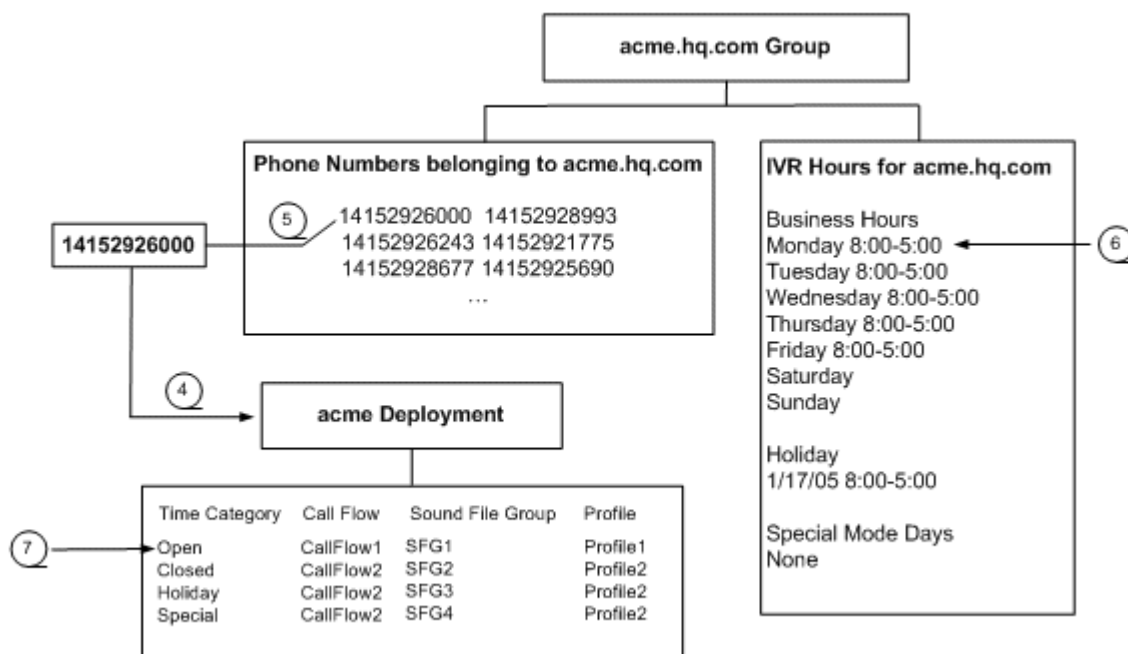 acme.hq.com Group
Phone Numbers belonging to acme.hq.com
14152926000 14152928993
14152926243 14152921775
14152928677 14152925690
...
5
14152926000
4
IVR Hours for acme.hq.com
Business Hours
Monday 8:00-5:00
Tuesday 8:00-5:00
Wednesday 8:00-5:00
Thursday 8:00-5:00
Friday 8:00-5:00
Saturday
Sunday
Holiday
1/17/05 8:00-5:00
Special Mode Days
None
6
acme Deployment
Time Category Call Flow Sound File Group Profile
7
Open CallFlow1 SFG1 Profile1
Closed CallFlow2 SFG2 Profile2
Holiday CallFlow2 SFG3 Profile2
Special CallFlow2 SFG4 Profile2